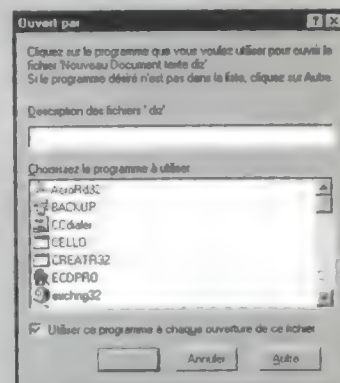 Ouvert par
Cliquez sur le programme que vous voulez utiliser pour ouvrir le
fichier 'Nouveau Document texte diz'
Si le programme désiré n'est pas dans la liste, cliquez sur Autre.
Description des fichiers ' diz'
Choisissez le programme à utiliser
AcroRd32
BACKUP
CCdialer
CELLO
CREATR32
ECDPRO
euchng32
Utiliser ce programme à chaque ouverture de ce fichier
Annuler
Autre